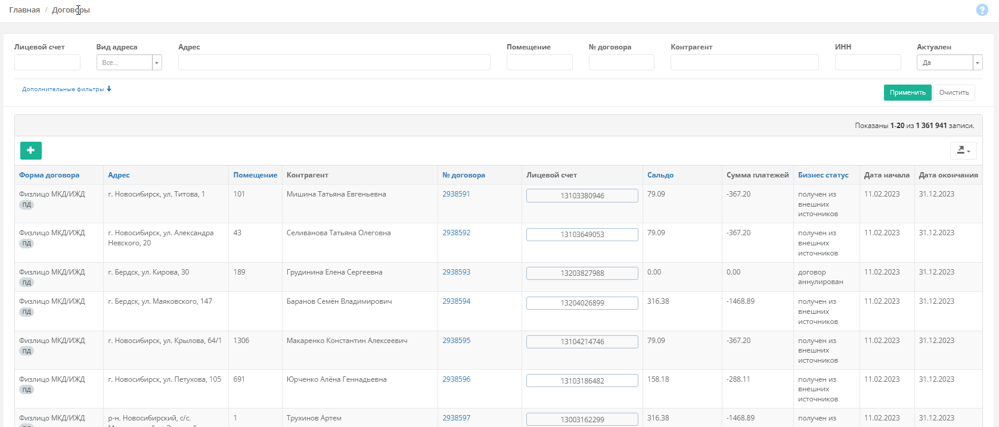 Главная / Договоры
?
Лицевой счет Вид адреса Адрес Помещение № договора Контрагент ИНН Актуален
Все... Да
Дополнительные фильтры
Применить Очистить
Показаны 1-20 из 1 361 941 записи.
Форма договора Адрес Помещение Контрагент № договора Лицевой счет Сальдо Сумма платежей Бизнес статус Дата начала Дата окончания
Физлицо МКД/ИЖД г. Новосибирск, ул. Титова, 1 101 Мишина Татьяна Евгеньевна 2938591 13103380946 79.09 -367.20 получен из 11.02.2023 31.12.2023
пд внешних
источников
Физлицо МКД/ИЖД г. Новосибирск, ул. Александра 43 Селиванова Татьяна Олеговна 2938592 13103649053 79.09 -367.20 получен из 11.02.2023 31.12.2023
пд Невского, 20 внешних
источников
Физлицо МКД/ИЖД г. Бердск, ул. Кирова, 30 189 Грудинина Елена Сергеевна 2938593 13203827988 0.00 0.00 договор 11.02.2023 31.12.2023
пд аннулирован
Физлицо МКД/ИЖД г. Бердск, ул. Маяковского, 147 Баранов Семён Владимирович 2938594 13204026899 316.38 -1468.89 получен из 11.02.2023 31.12.2023
пд внешних
источников
Физлицо МКД/ИЖД г. Новосибирск, ул. Крылова, 64/1 1306 Макаренко Константин Алексеевич 2938595 13104214746 79.09 -367.20 получен из 11.02.2023 31.12.2023
пд внешних
источников
Физлицо МКД/ИЖД г. Новосибирск, ул. Петухова, 105 691 Юрченко Алёна Геннадьевна 2938596 13103186482 158.18 -288.11 получен из 11.02.2023 31.12.2023
пд внешних
источников
Физлицо МКД/ИЖД р-н. Новосибирский, с/с. 1 Трухинов Артем 2938597 13003162299 316.38 -1468.89 получен из 11.02.2023 31.12.2023